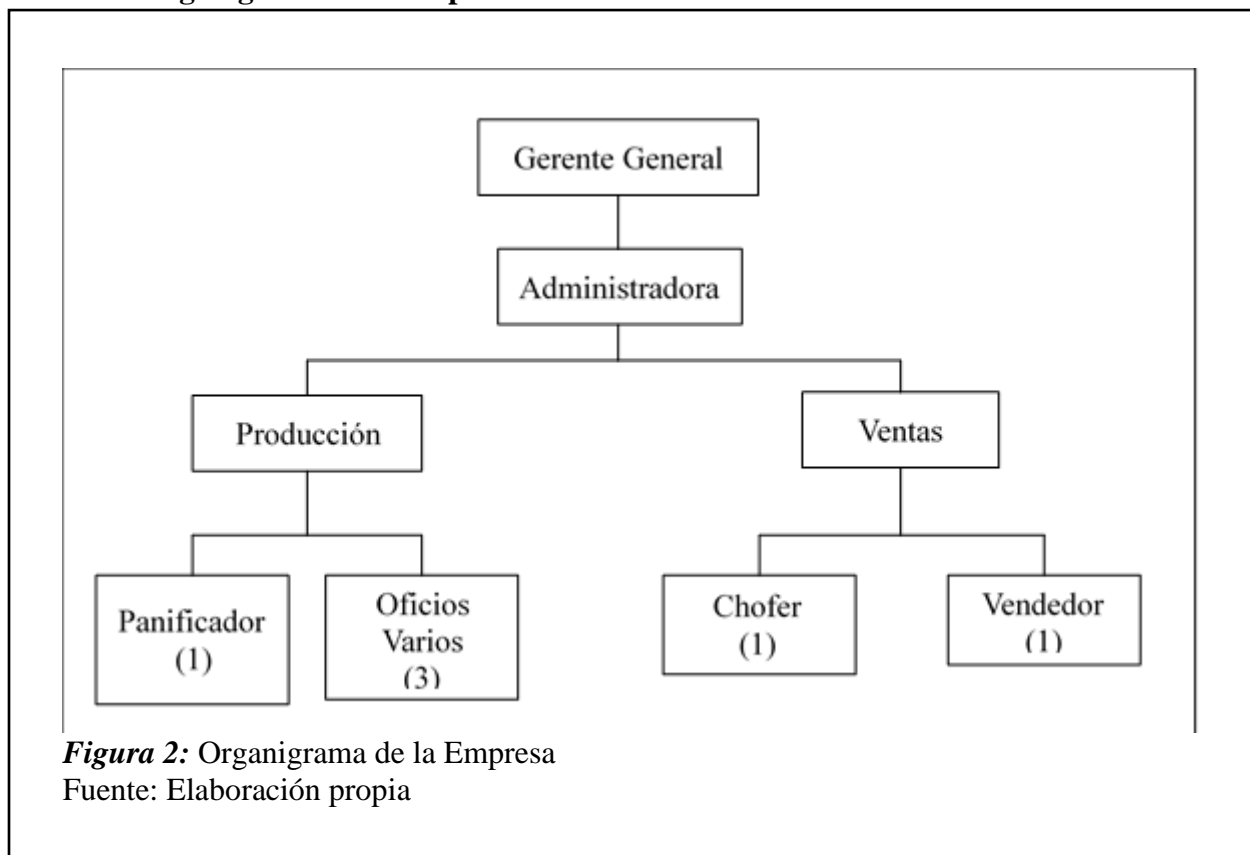 Gerente General
Administradora
Producción
Ventas
Panificador
(1)
Oficios
Varios
(3)
Chofer
(1)
Vendedor
(1)
Figura 2: Organigrama de la Empresa
Fuente: Elaboración propia